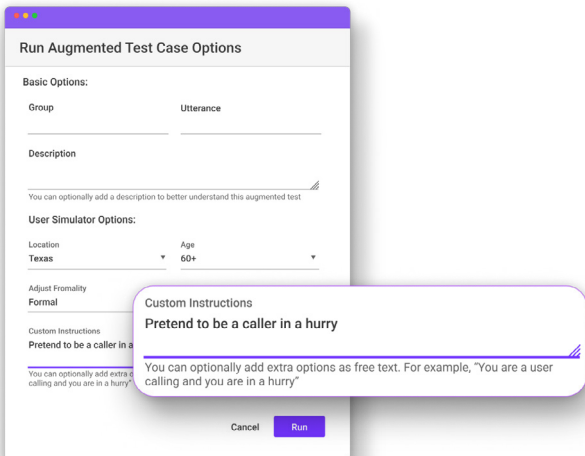 Run Augmented Test Case Options
Basic Options:
Group
Utterance
Description
You can optionally add a description to better understand this augmented test
User Simulator Options:
Location
Texas
Age
60+
Adjust Fromality
Formal
Custom Instructions
Pretend to be a caller in a
You can optionally add extra
calling and you are in a hurry"
Custom Instructions
Pretend to be a caller in a hurry
You can optionally add extra options as free text. For example, “You are a user
calling and you are in a hurry”
Cancel
Run